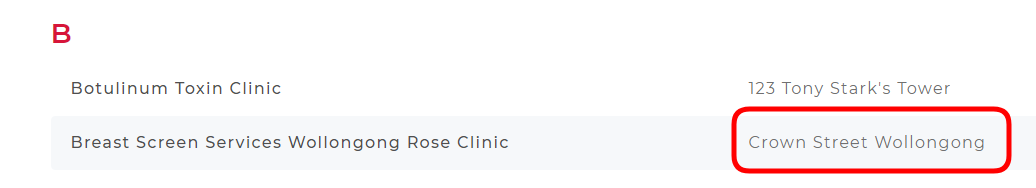 B
Botulinum Toxin Clinic 123 Tony Stark's Tower
Breast Screen Services Wollongong Rose Clinic Crown Street Wollongong